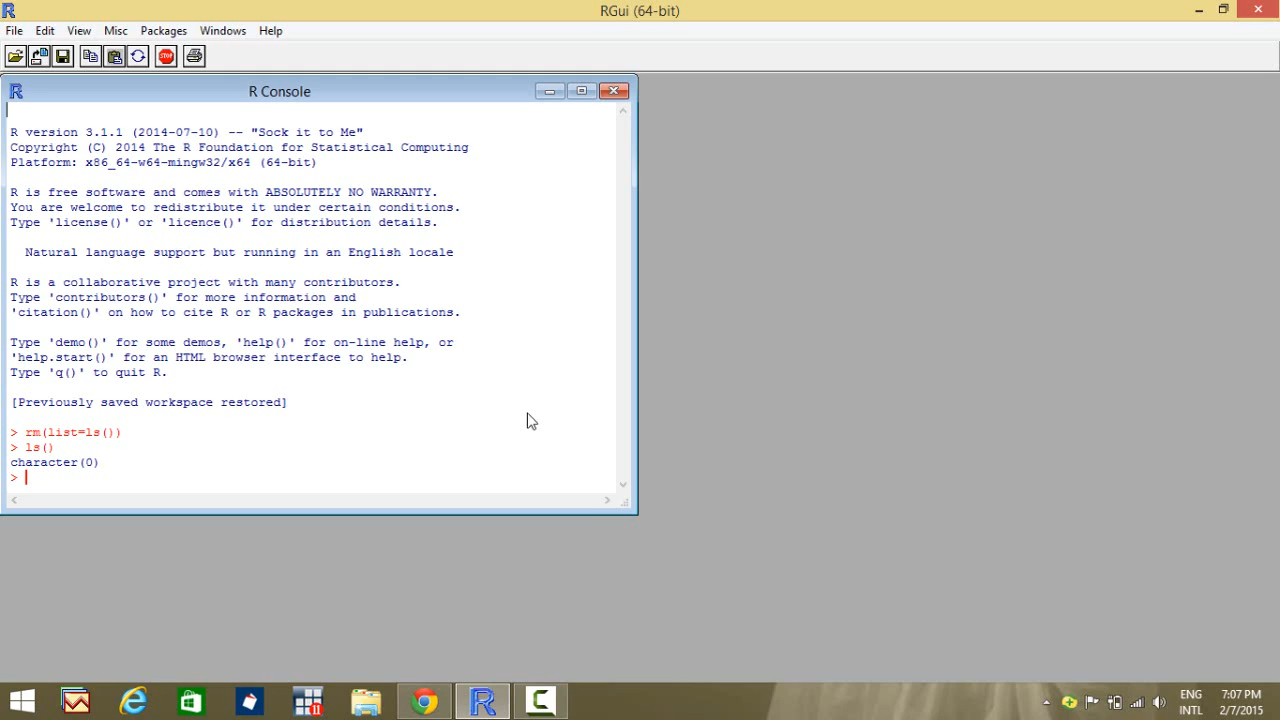 RGui (64-bit)
File Edit View Misc Packages Windows Help
STOP
R Console
R version 3.1.1 (2014-07-10) -- "Sock it to Me"
Copyright (C) 2014 The R Foundation for Statistical Computing
Platform: x86_64-w64-mingw32/x64 (64-bit)
R is free software and comes with ABSOLUTELY NO WARRANTY.
You are welcome to redistribute it under certain conditions.
Type 'license()' or 'licence()' for distribution details.
Natural language support but running in an English locale
R is a collaborative project with many contributors.
Type 'contributors()' for more information and
'citation()' on how to cite R or R packages in publications.
Type 'demo()' for some demos, 'help()' for on-line help, or
'help.start()' for an HTML browser interface to help.
Type 'q()' to quit R.
[Previously saved workspace restored]
> rm(list=ls())
> ls()
character(0)
>
11
ENG 7:07 PM
INTL 2/7/2015